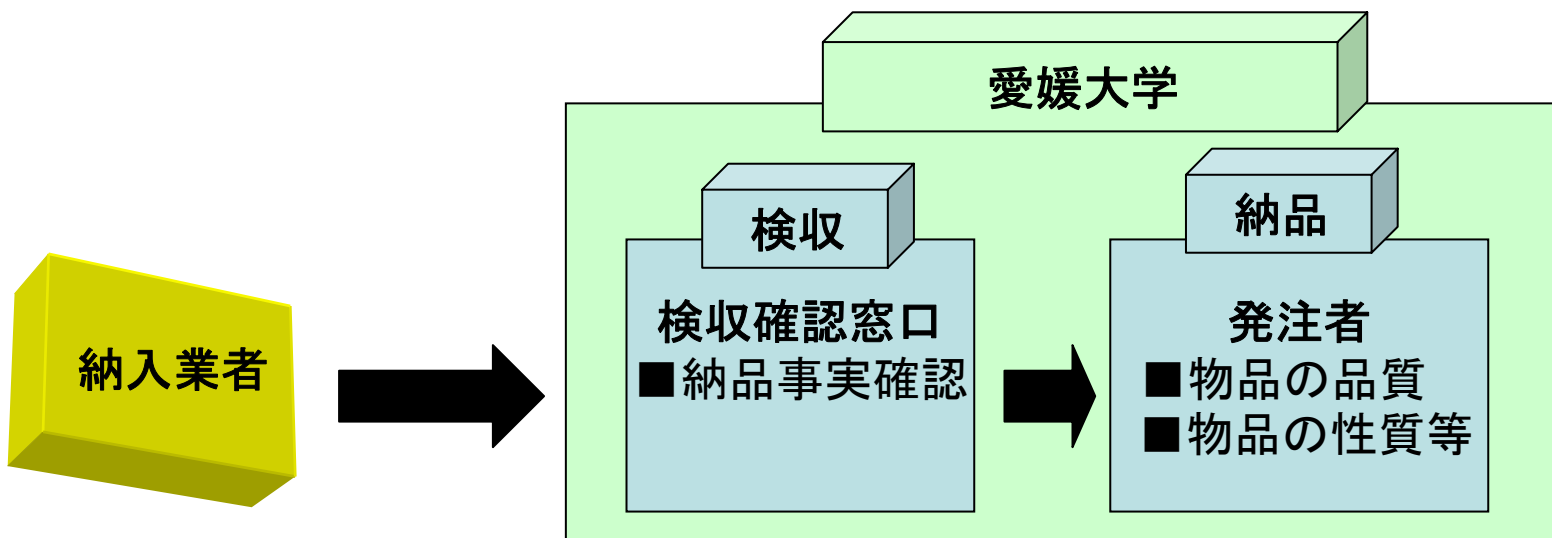 愛媛大学
検収
納品
検収確認窓口
■納品事実確認
発注者
■物品の品質
■物品の性質等
納入業者